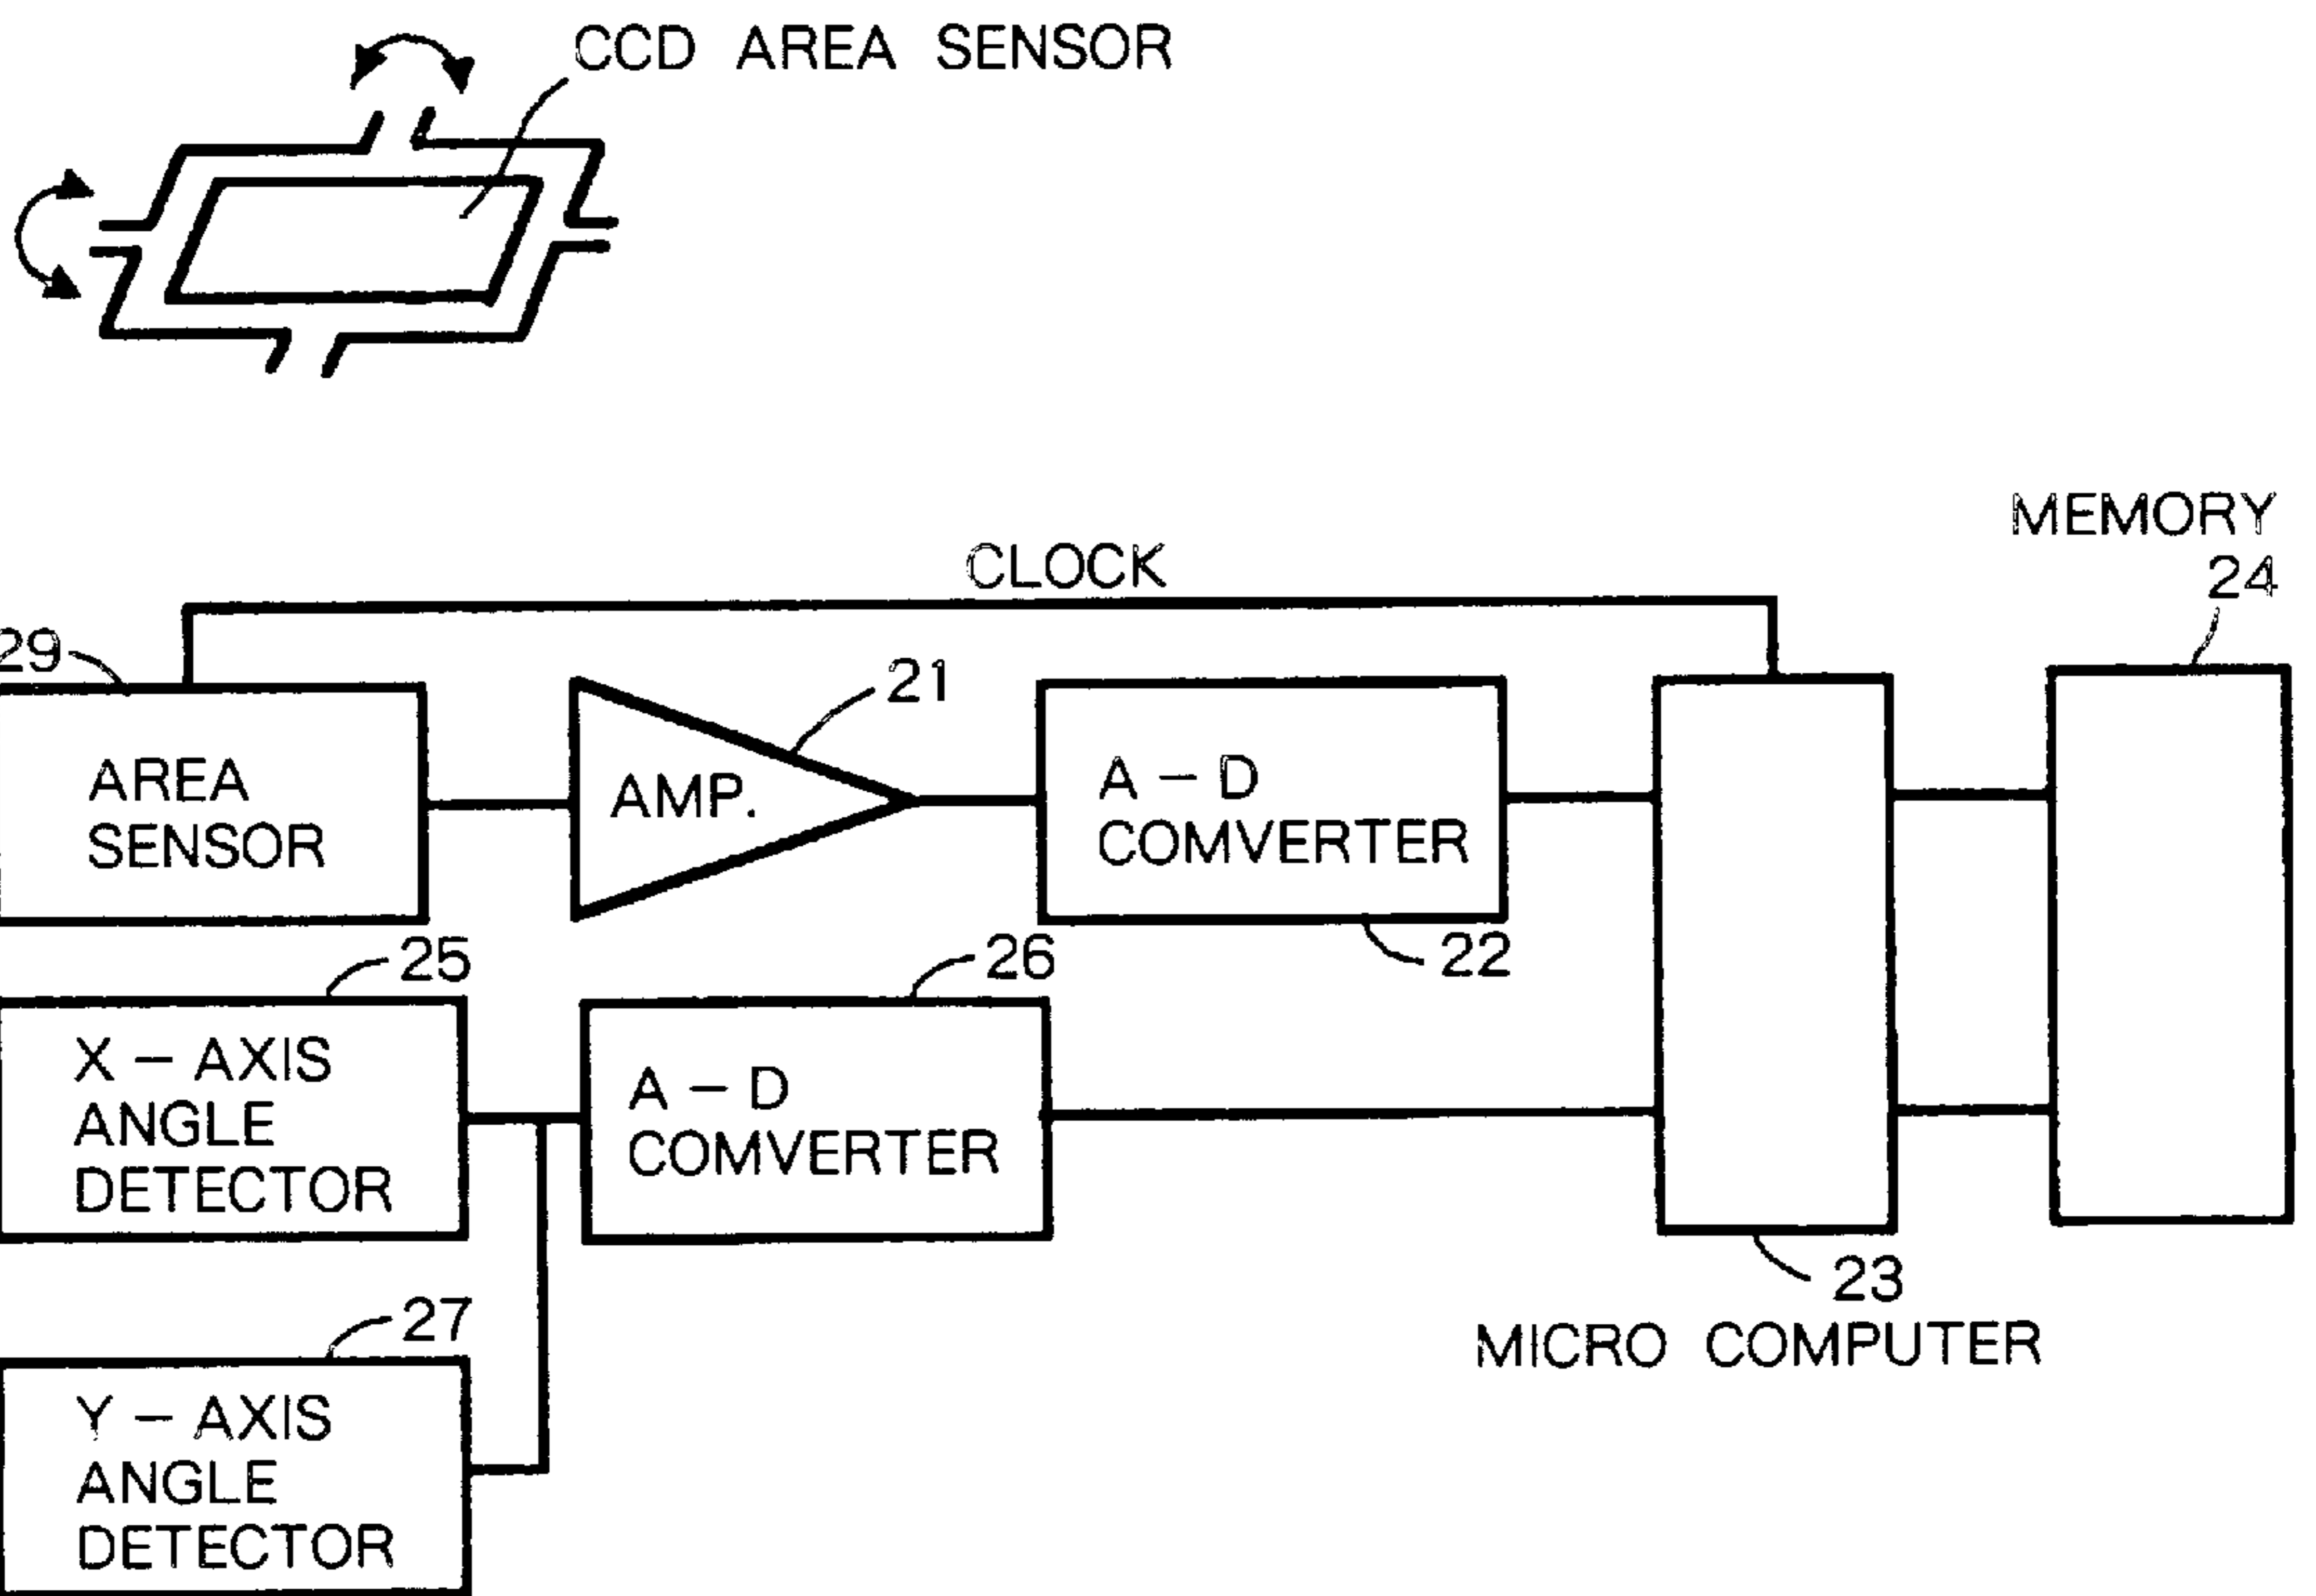 CCD AREA SENSOR
MEMORY
24
CLOCK
29
21
AREA
SENSOR
AMP.
A – D
COMVERTER
22
25
26
X – AXIS
ANGLE
DETECTOR
A – D
COMVERTER
23
MICRO COMPUTER
27
Y – AXIS
ANGLE
DETECTOR